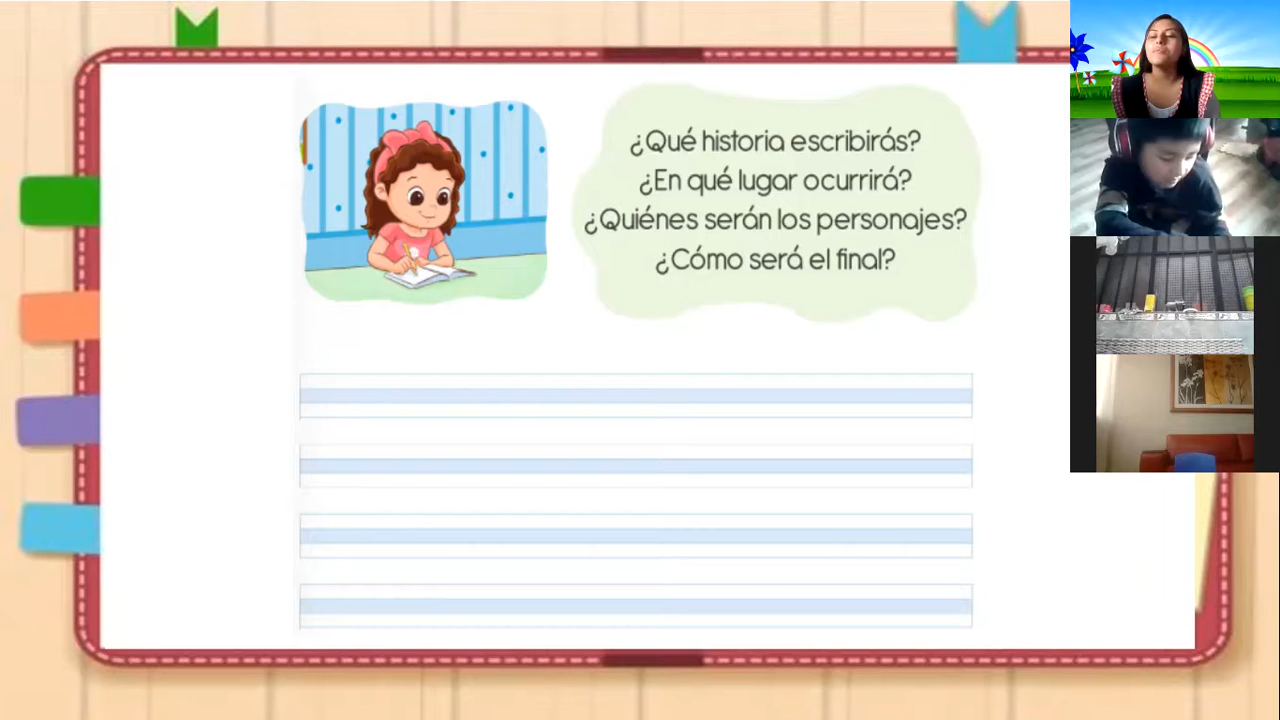 ¿Qué historia escribirás?
¿En qué lugar ocurrirá?
¿Quiénes serán los personajes?
¿Cómo será el final?